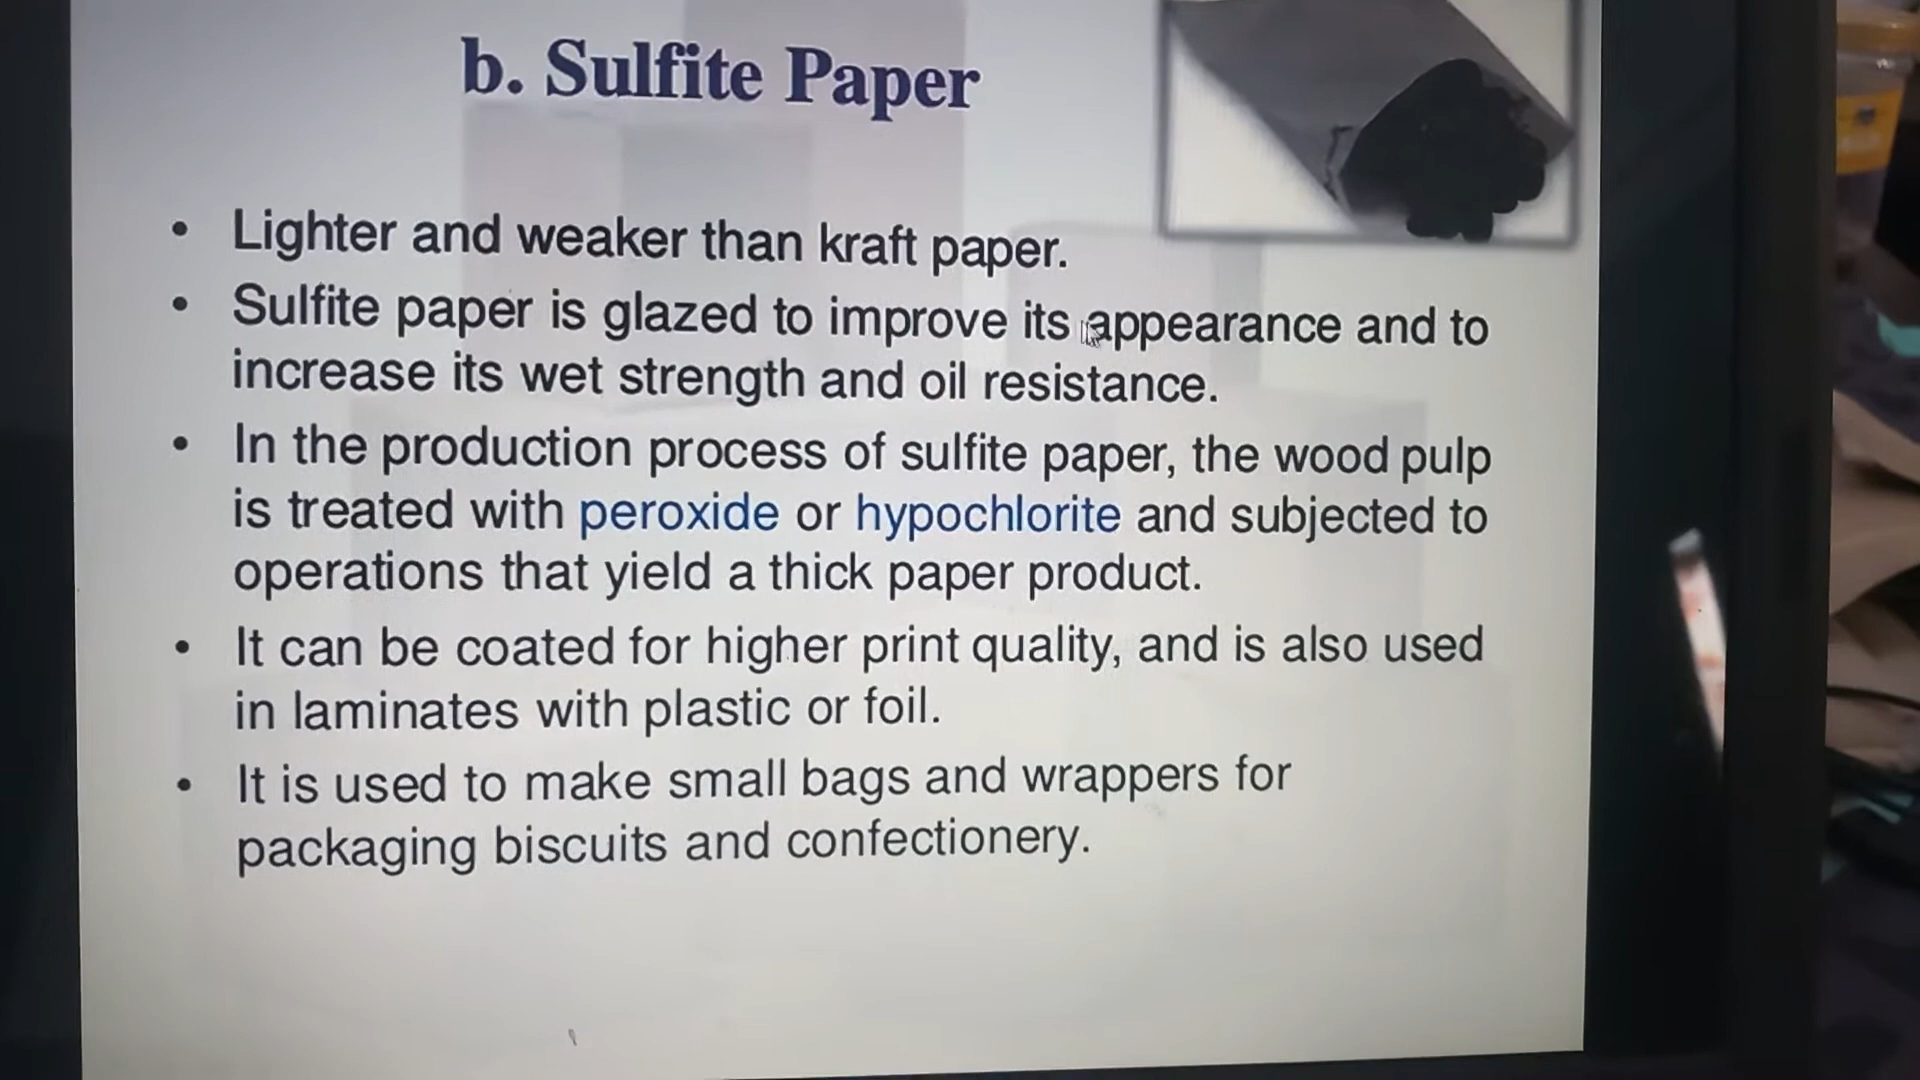 b. Sulfite Paper
• Lighter and weaker than kraft paper.
• Sulfite paper is glazed to improve its appearance and to
increase its wet strength and oil resistance.
• In the production process of sulfite paper, the wood pulp
is treated with peroxide or hypochlorite and subjected to
operations that yield a thick paper product.
• It can be coated for higher print quality, and is also used
in laminates with plastic or foil.
• It is used to make small bags and wrappers for
packaging biscuits and confectionery.